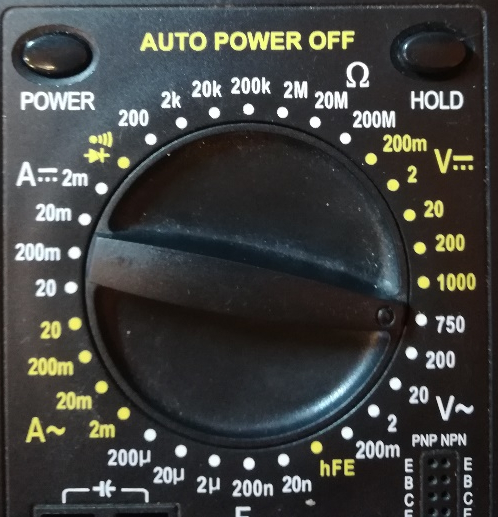 AUTO POWER OFF
POWER
HOLD
Ω
200
2k
20k
200k
2M
20M
200M
V⎓
200m
2
20
200
1000
750
200
20
2
200m
V~
hFE
20n
200n
2µ
20µ
200µ
F
A~
2m
20m
200m
20
A⎓
20
200m
20m
2m
PNP NPN
E E
B B
C C
E E